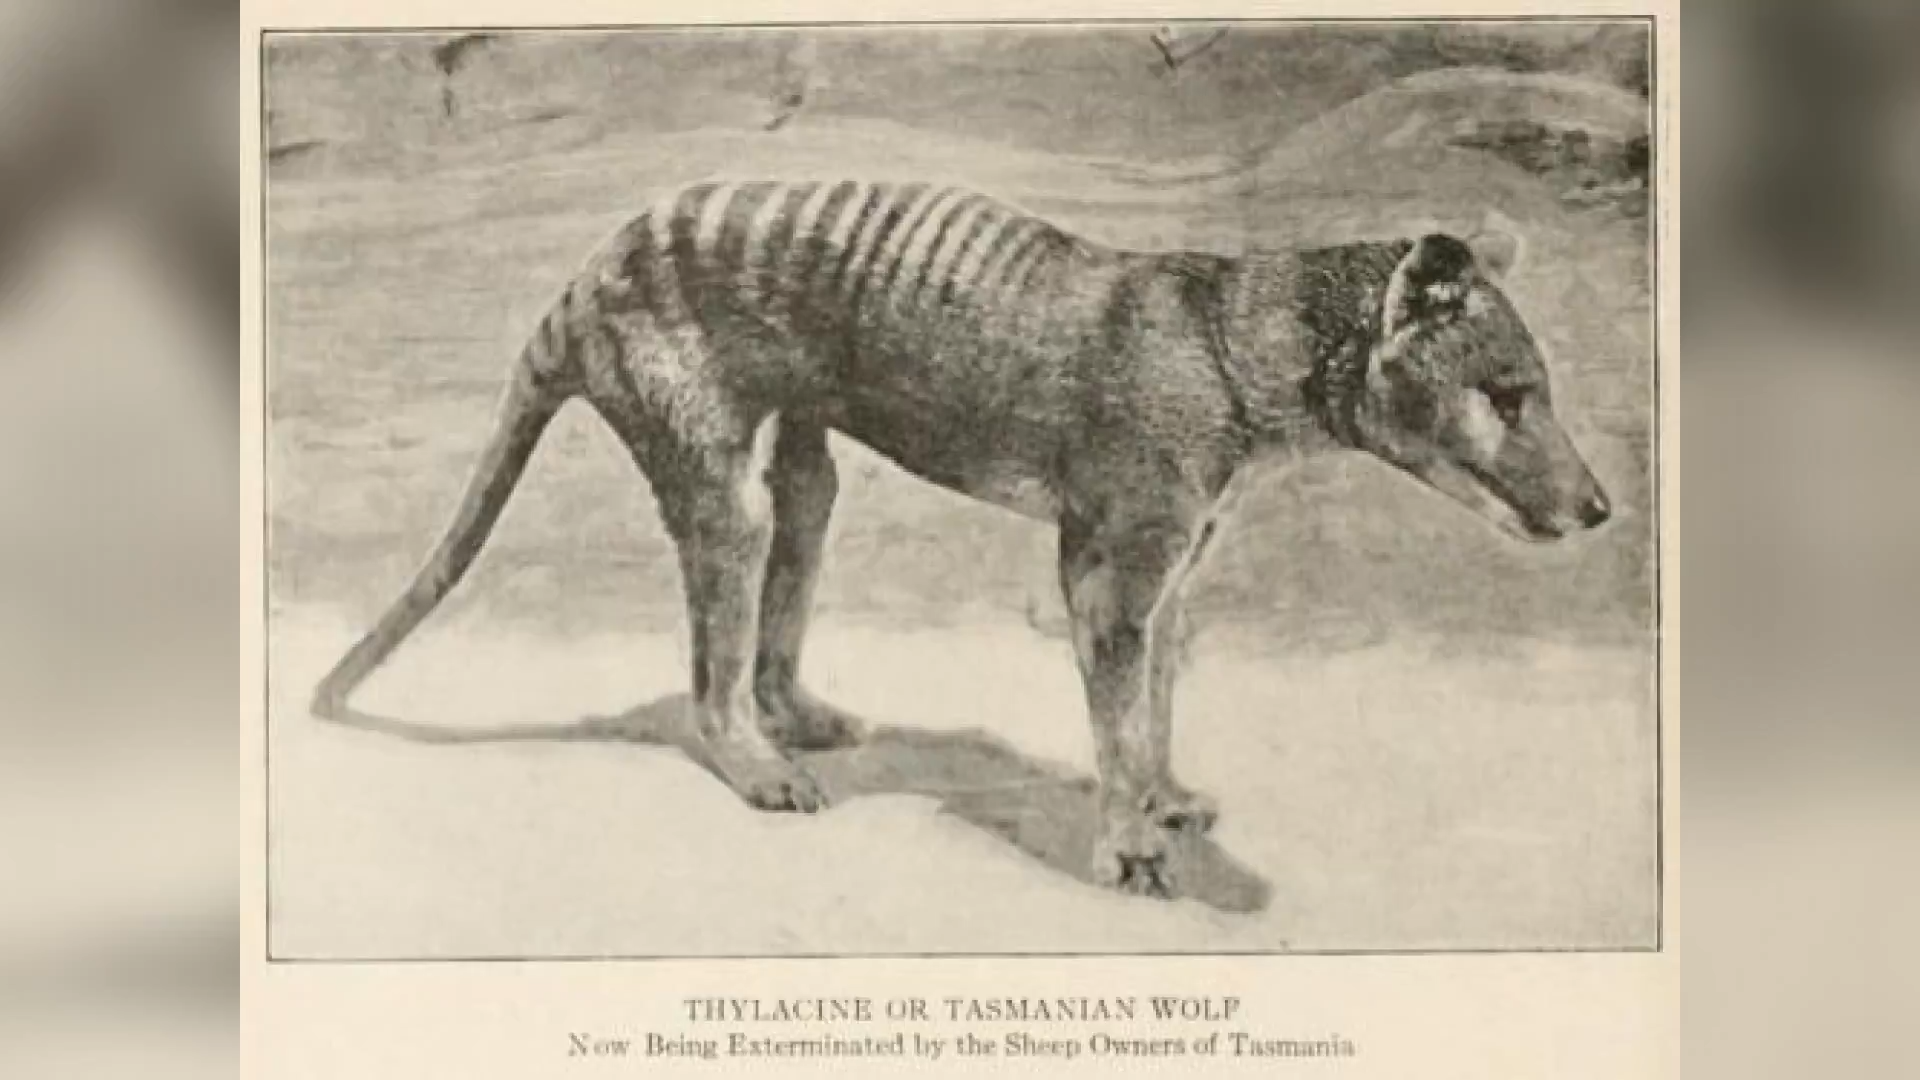 THYLACINE OR TASMANIAN WOLF
Now Being Exterminated by the Sheep Owners of Tasmania